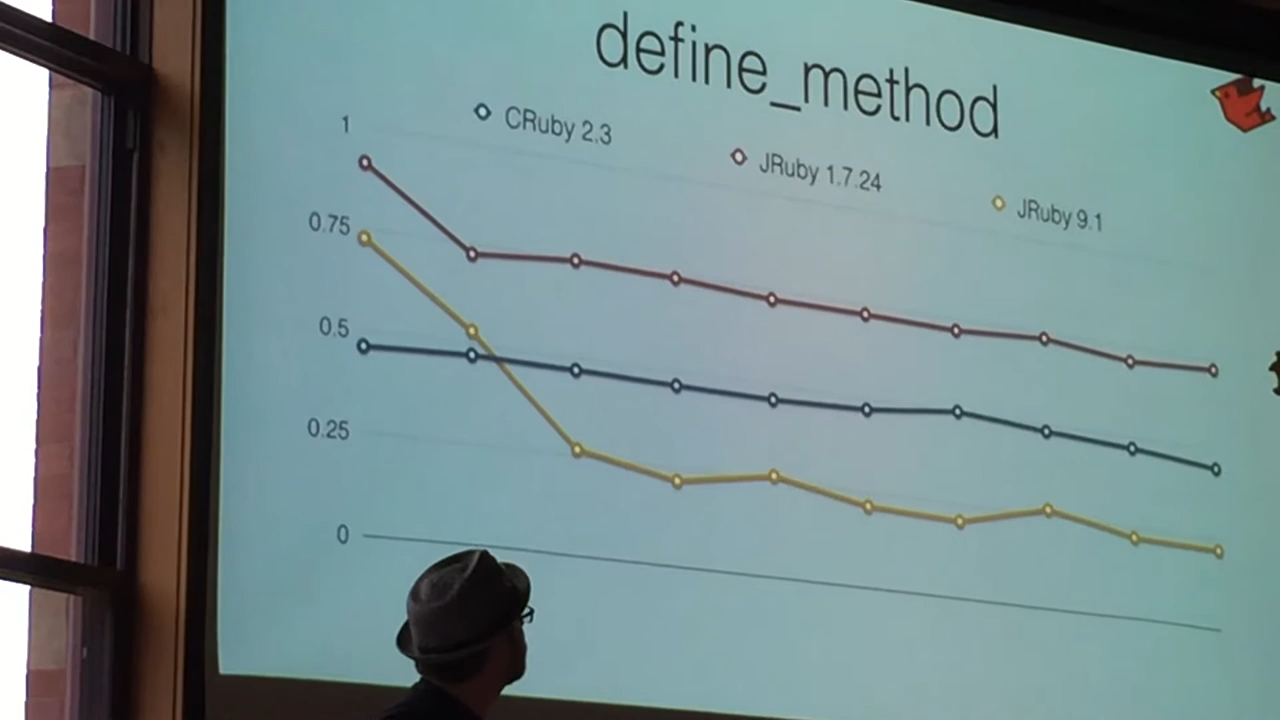 define_method
CRuby 2.3
JRuby 1.7.24
JRuby 9.1
1
0.75
0.5
0.25
0